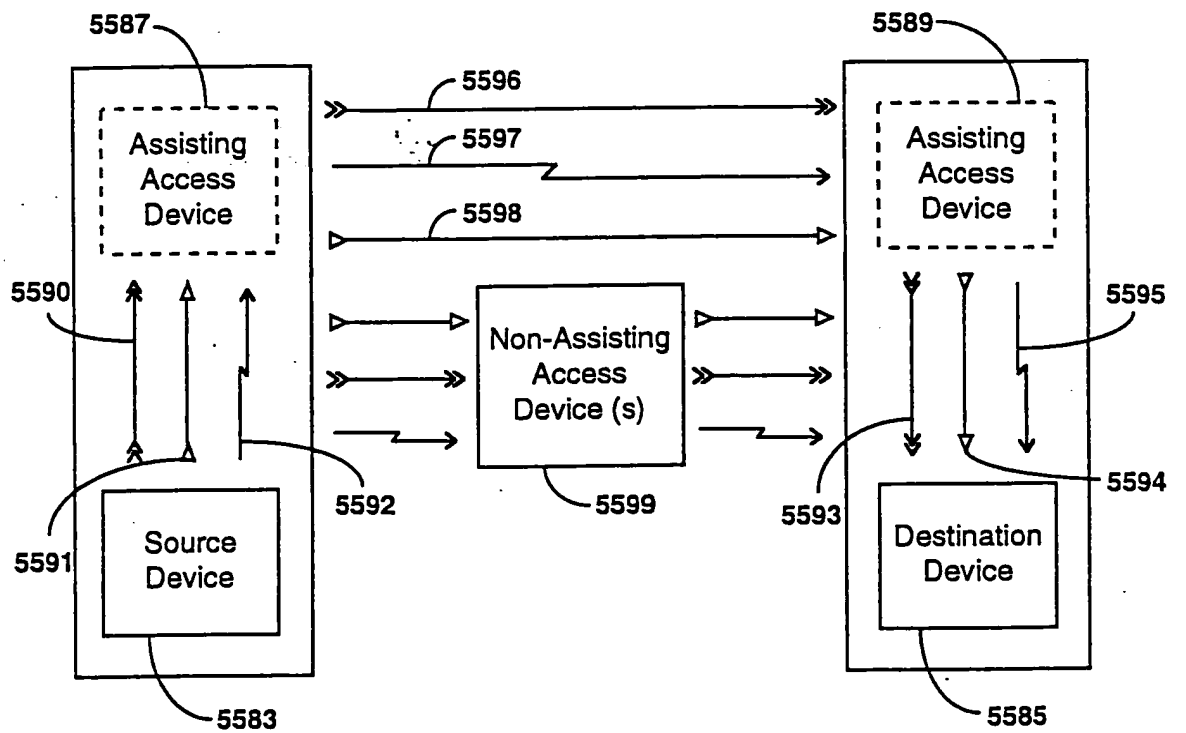 5587
5589
5596
Assisting
Access
Device
5597
Assisting
Access
Device
5598
5590
5595
Non-Assisting
Access
Device (s)
5592
5599
5593
5594
5591
Source
Device
Destination
Device
5583
5585